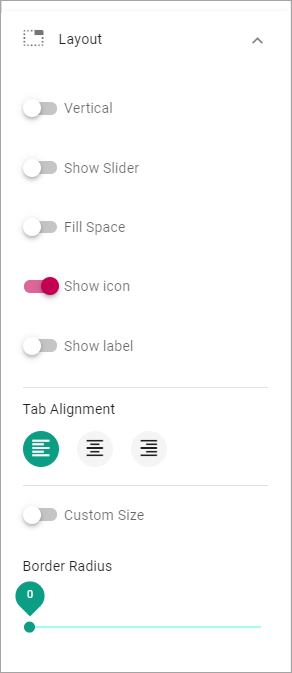 Layout
Vertical
Show Slider
Fill Space
Show icon
Show label
Tab Alignment
Custom Size
Border Radius
0